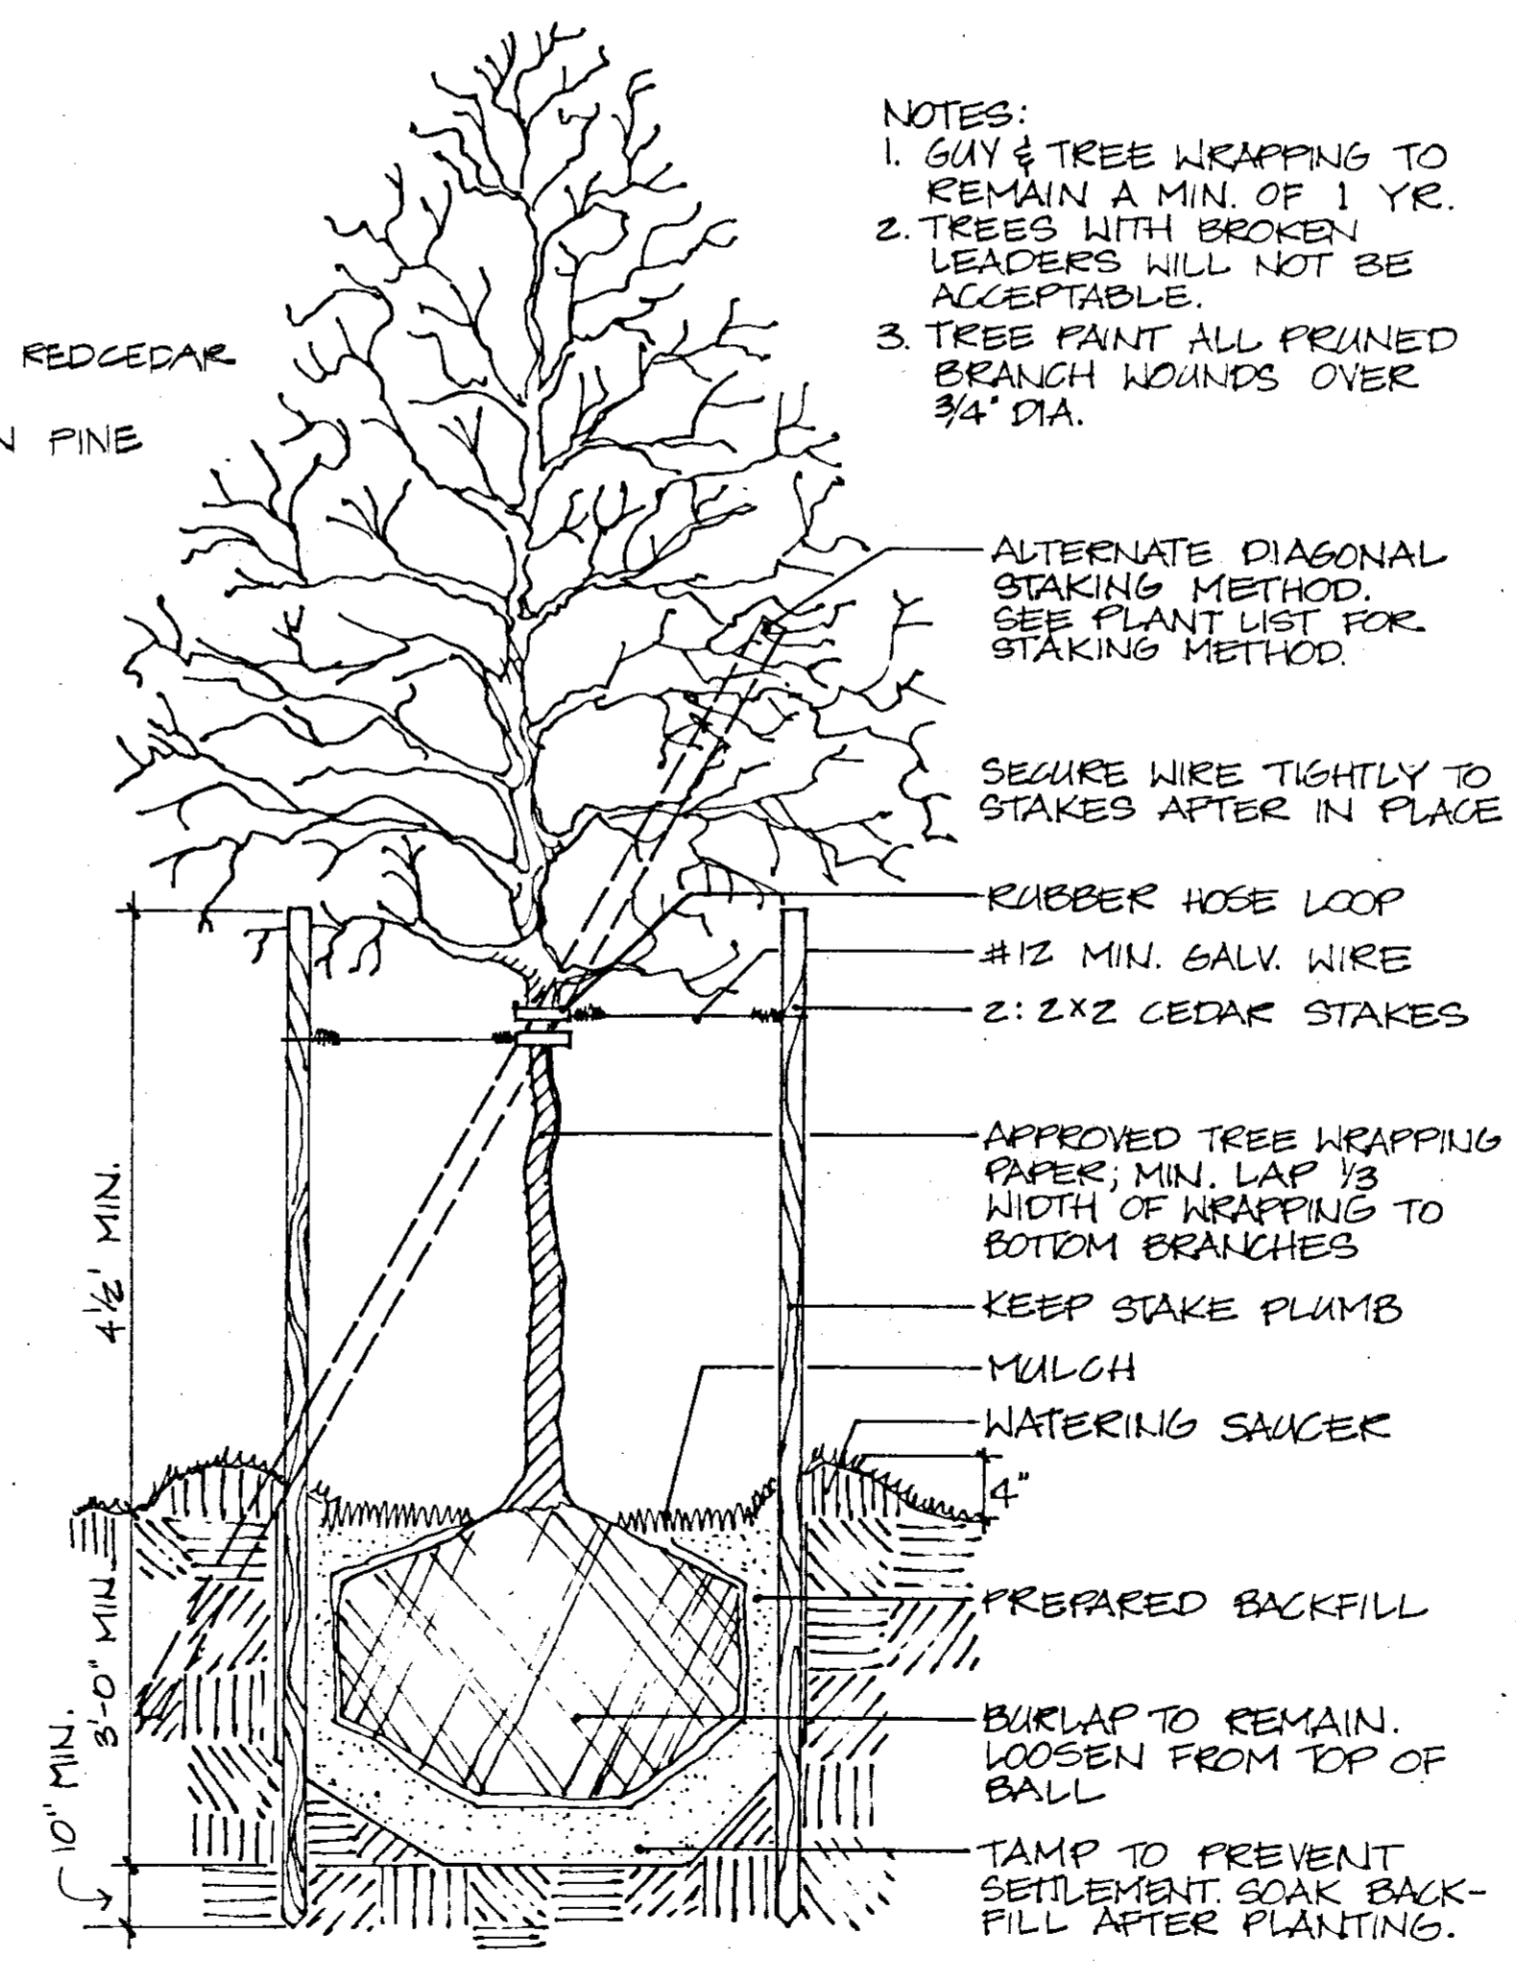 NOTES:
1. GUY & TREE WRAPPING TO
REMAIN A MIN. OF 1 YR.
2. TREES WITH BROKEN
LEADERS WILL NOT BE
ACCEPTABLE.
3. TREE PAINT ALL PRUNED
BRANCH WOUNDS OVER
3/4" DIA.
REDCEDAR
N PINE
ALTERNATE DIAGONAL
STAKING METHOD.
SEE PLANT LIST FOR
STAKING METHOD.
SECURE WIRE TIGHTLY TO
STAKES AFTER IN PLACE
RUBBER HOSE LOOP
#12 MIN. GALV. WIRE
2: 2×2 CEDAR STAKES
APPROVED TREE WRAPPING
PAPER; MIN. LAP 1/3
WIDTH OF WRAPPING TO
BOTTOM BRANCHES
KEEP STAKE PLUMB
MULCH
WATERING SAUCER
4"
PREPARED BACKFILL
BURLAP TO REMAIN.
LOOSEN FROM TOP OF
BALL
TAMP TO PREVENT
SETTLEMENT. SOAK BACK-
FILL AFTER PLANTING.
4 1/2' MIN.
3'-0" MIN.
10" MIN.